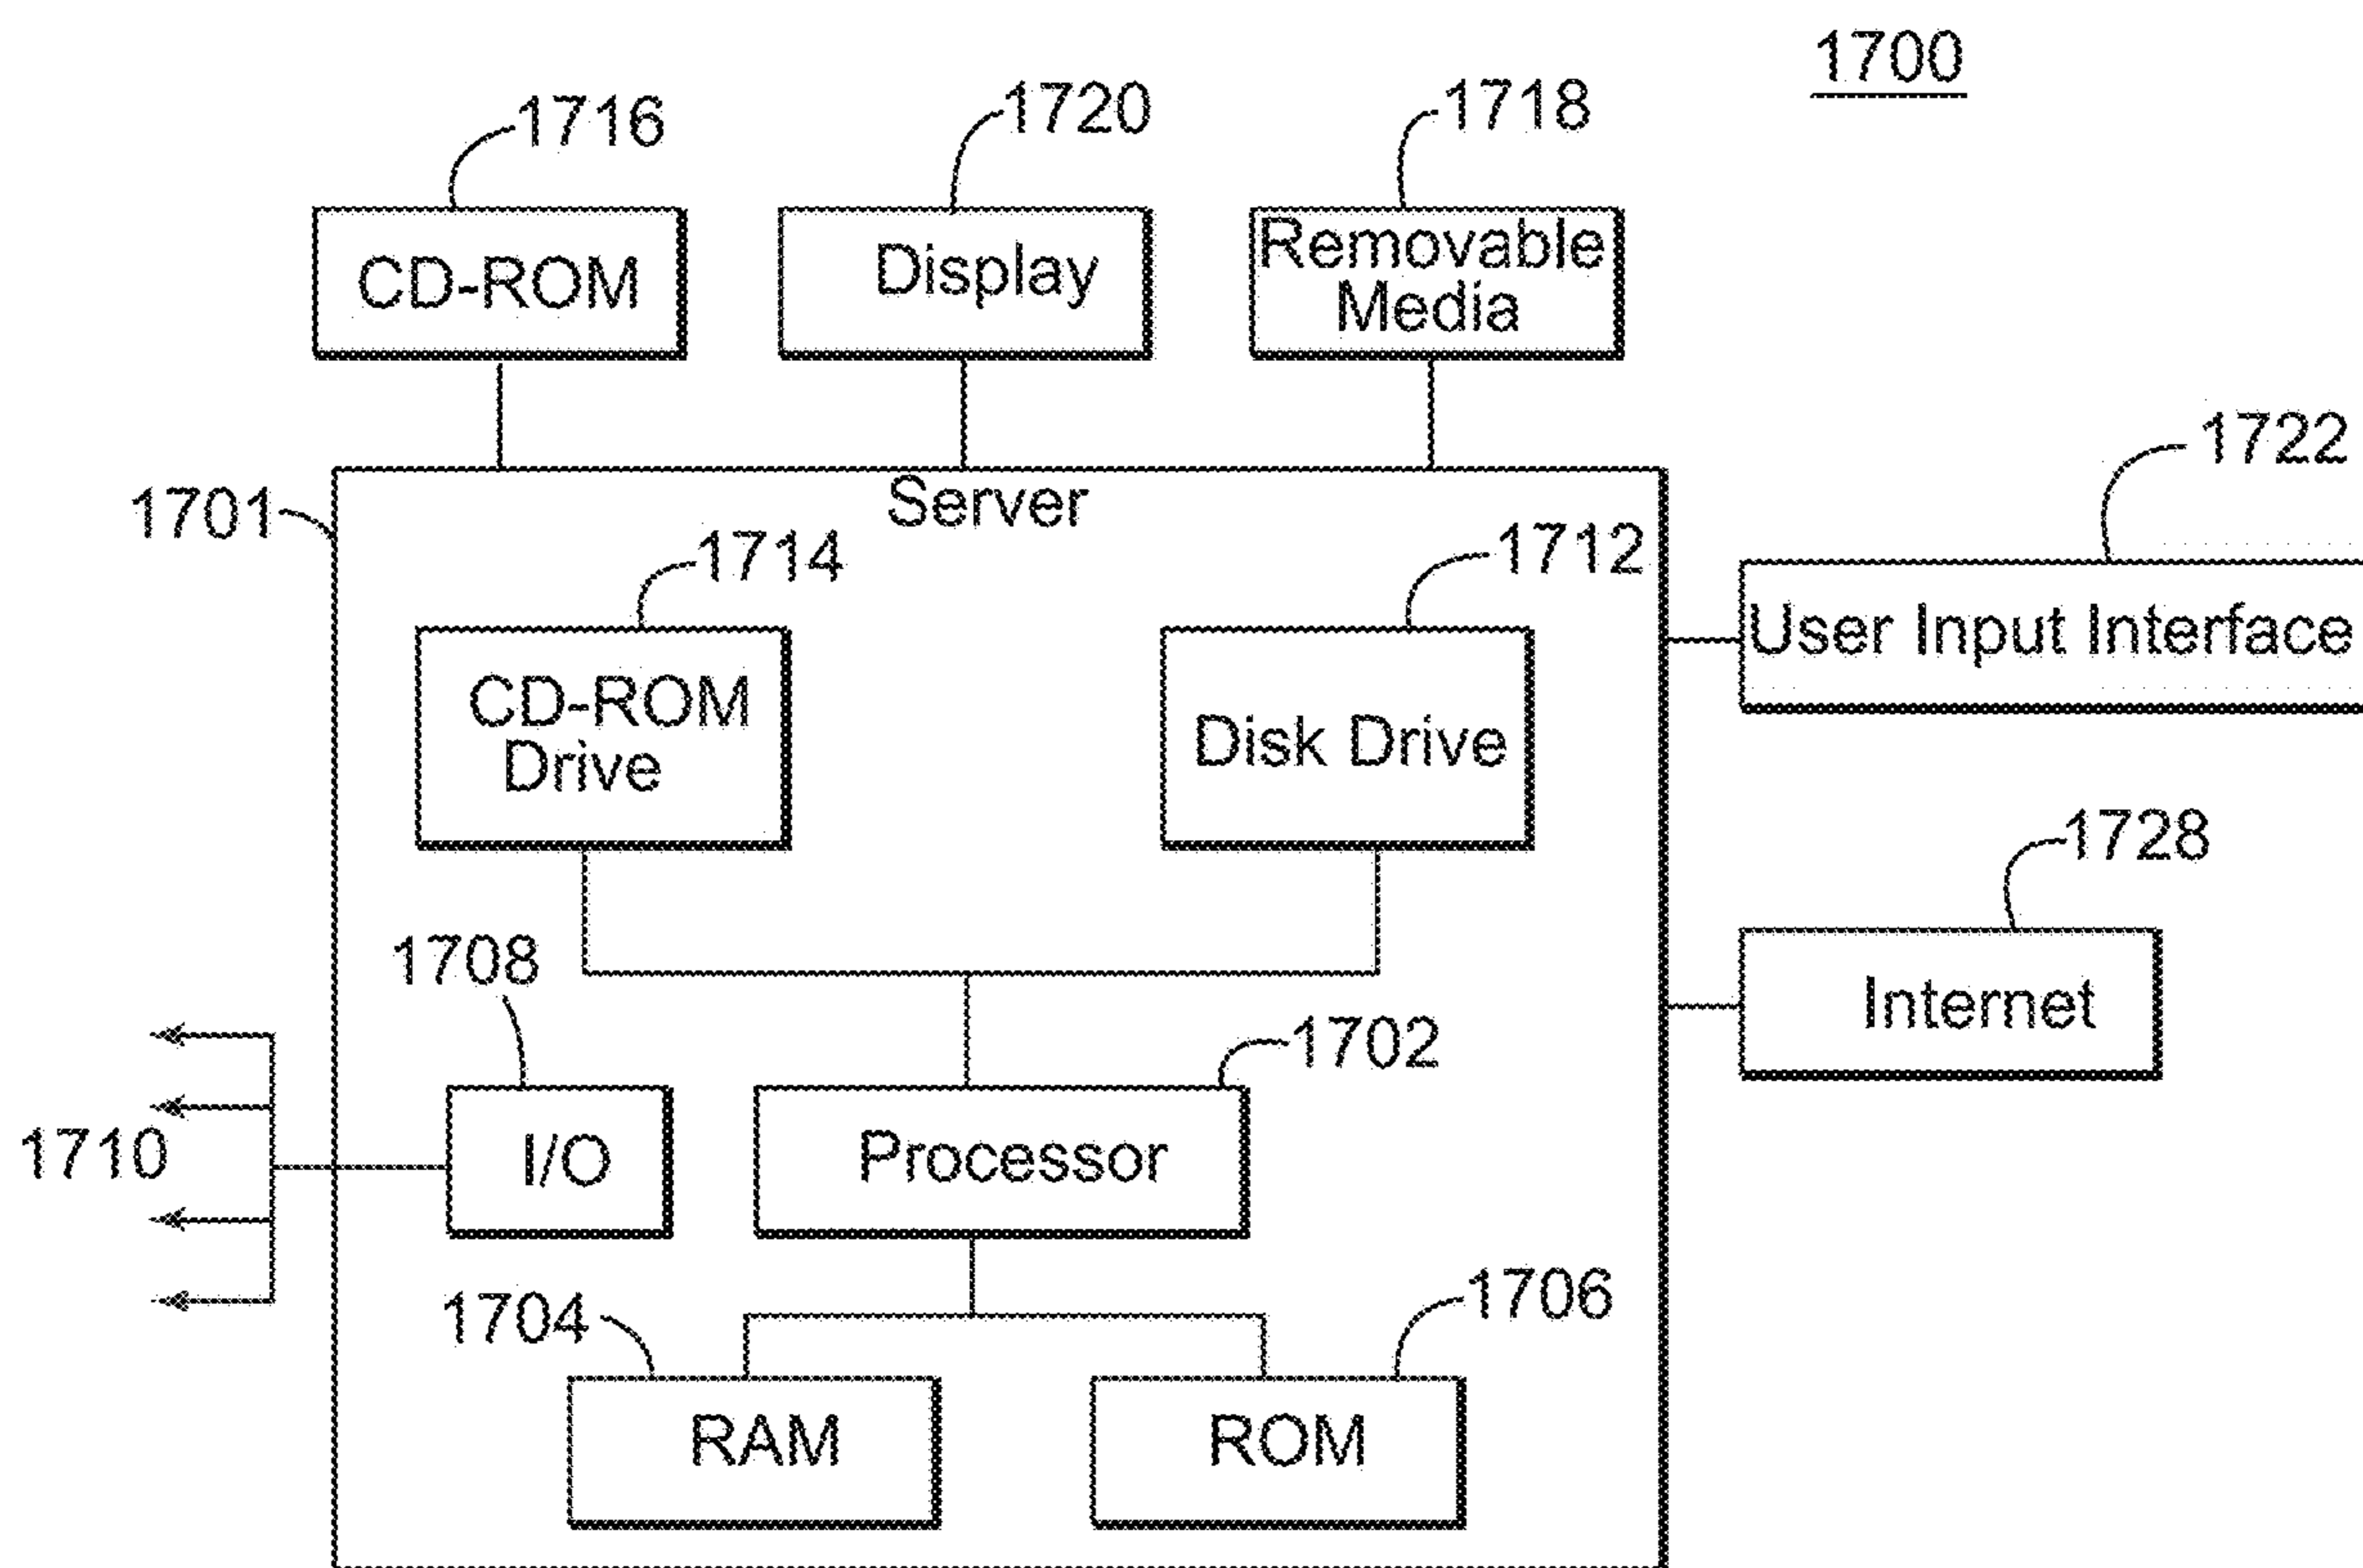 1700
1716
1720
1718
CD-ROM
Display
Removable
Media
1722
1701
Server
1714
1712
User Input Interface
CD-ROM
Drive
Disk Drive
1728
1708
Internet
1702
1710
I/O
Processor
1704
1706
RAM
ROM